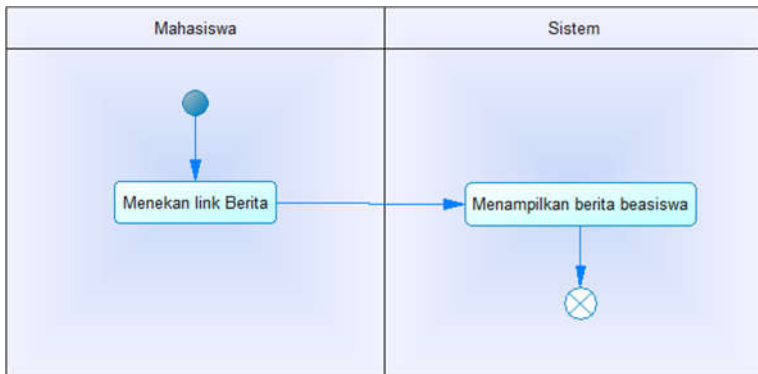 Mahasiswa
Sistem
Menekan link Berita
Menampilkan berita beasiswa